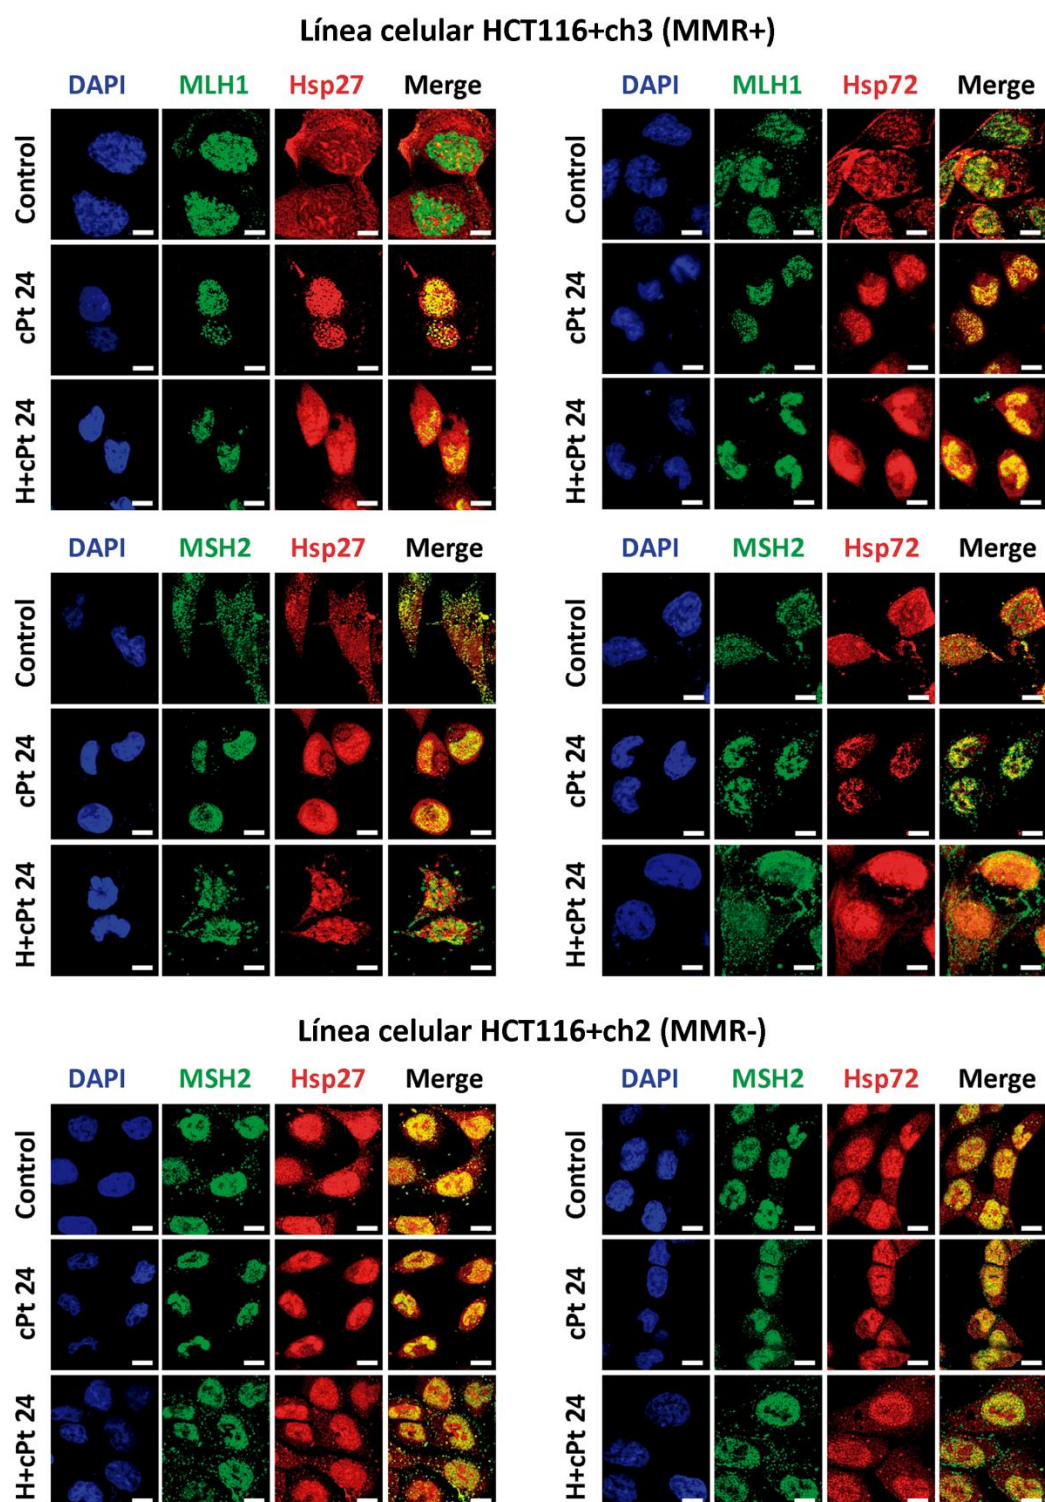 Línea celular HCT116+ch3 (MMR+)
DAPI MLH1 Hsp27 Merge
Control
cPt 24
H+cPt 24
DAPI MLH1 Hsp72 Merge
Control
cPt 24
H+cPt 24
DAPI MSH2 Hsp27 Merge
Control
cPt 24
H+cPt 24
DAPI MSH2 Hsp72 Merge
Control
cPt 24
H+cPt 24
Línea celular HCT116+ch2 (MMR-)
DAPI MSH2 Hsp27 Merge
Control
cPt 24
H+cPt 24
DAPI MSH2 Hsp72 Merge
Control
cPt 24
H+cPt 24